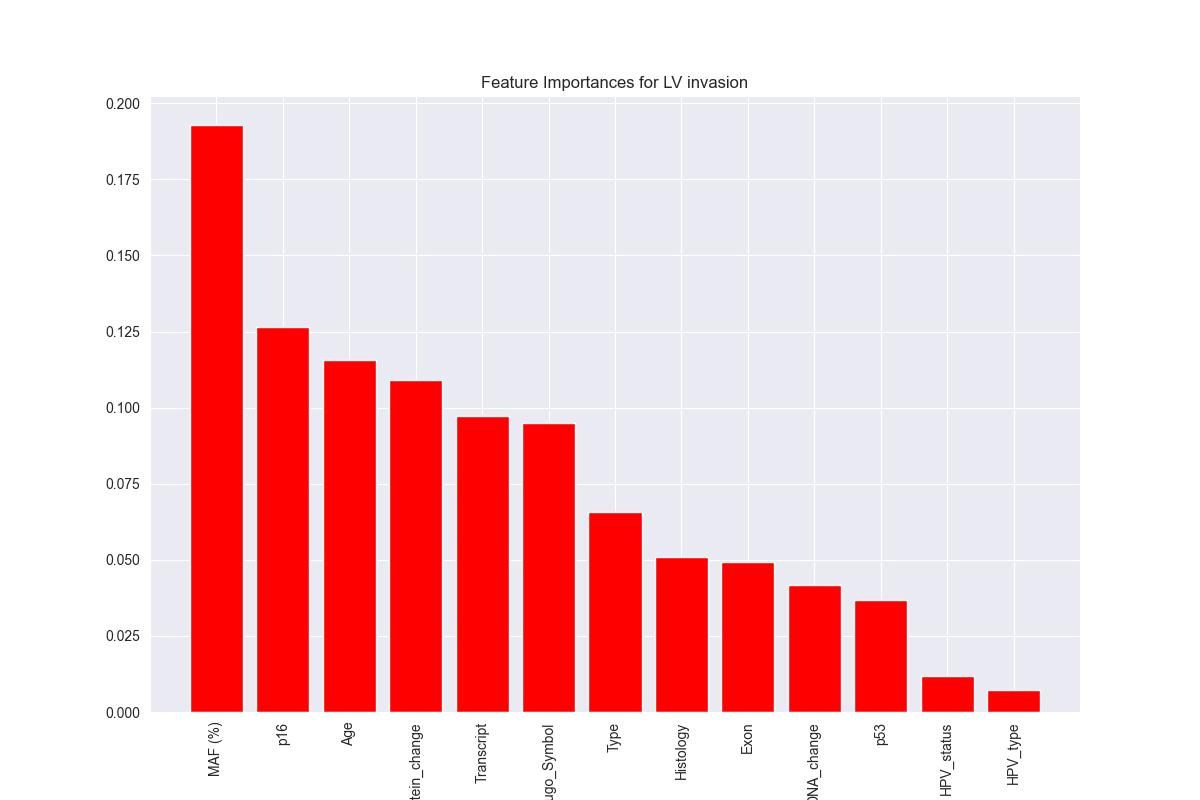 Feature Importances for LV invasion
0.200
0.175
0.150
0.125
0.100
0.075
0.050
0.025
0.000
MAF (%)
p16
Age
tein_change
Transcript
ugo_Symbol
Type
Histology
Exon
DNA_change
p53
HPV_status
HPV_type